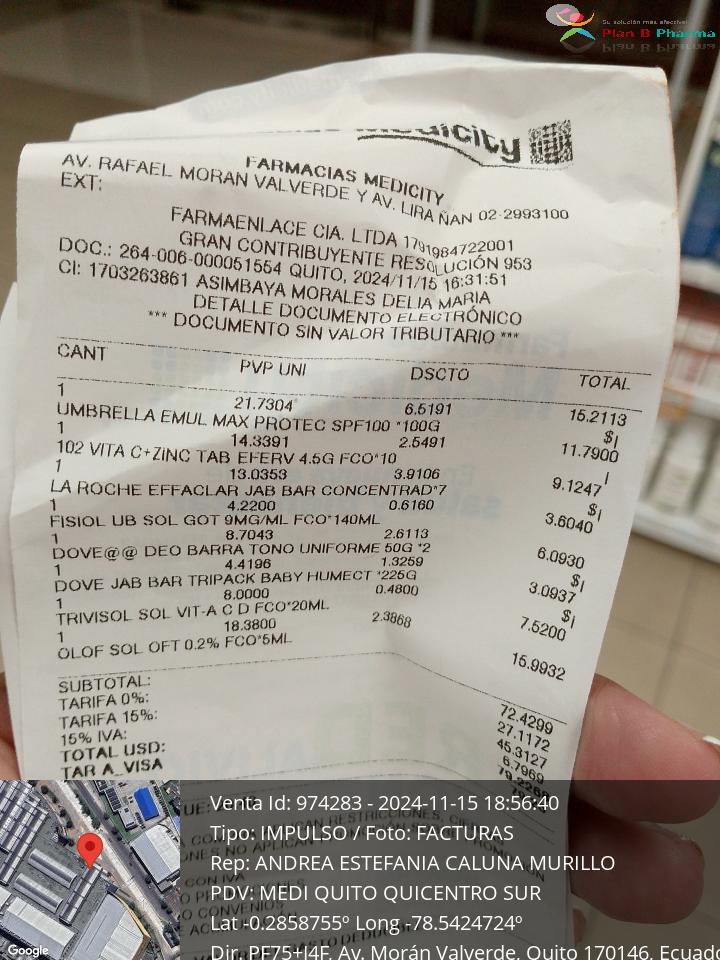 Su solución más efectiva!
Plan B Pharma
Medicity
FARMACIAS MEDICITY
AV. RAFAEL MORAN VALVERDE Y AV. LIRA ÑAN 02-2993100
EXT:
FARMAENLACE CIA. LTDA 1791984722001
GRAN CONTRIBUYENTE RESOLUCIÓN 953
DOC.: 264-006-000051554 QUITO, 2024/11/15 16:31:51
CI: 1703263861 ASIMBAYA MORALES DELIA MARIA
DETALLE DOCUMENTO ELECTRÓNICO
*** DOCUMENTO SIN VALOR TRIBUTARIO ***
CANT PVP UNI DSCTO TOTAL
1 21.7304 6.5191 15.2113
UMBRELLA EMUL MAX PROTEC SPF100 *100G $|
1 14.3391 2.5491 11.7900
102 VITA C+ZINC TAB EFERV 4.5G FCO*10 |
1 13.0353 3.9106 9.1247
LA ROCHE EFFACLAR JAB BAR CONCENTRAD*7 $|
1 4.2200 0.6160 3.6040
FISIOL UB SOL GOT 9MG/ML FCO*140ML
1 8.7043 2.6113 6.0930
DOVE@@ DEO BARRA TONO UNIFORME 50G *2 $|
1 4.4196 1.3259 3.0937
DOVE JAB BAR TRIPACK BABY HUMECT *225G $|
1 8.0000 0.4800 7.5200
TRIVISOL SOL VIT-A C D FCO*20ML
1 18.3800 2.3868 15.9932
OLOF SOL OFT 0.2% FCO*5ML
SUBTOTAL: 72.4299
TARIFA 0%: 27.1172
TARIFA 15%: 45.3127
15% IVA: 6.7969
TOTAL USD: 79.2268
TAR A_VISA
Venta Id: 974283 - 2024-11-15 18:56:40
Tipo: IMPULSO / Foto: FACTURAS
Rep: ANDREA ESTEFANIA CALUNA MURILLO
PDV: MEDI QUITO QUICENTRO SUR
Lat -0.2858755º Long -78.5424724º
Dir. PF75+J4F, Av. Morán Valverde, Quito 170146, Ecuado
Google